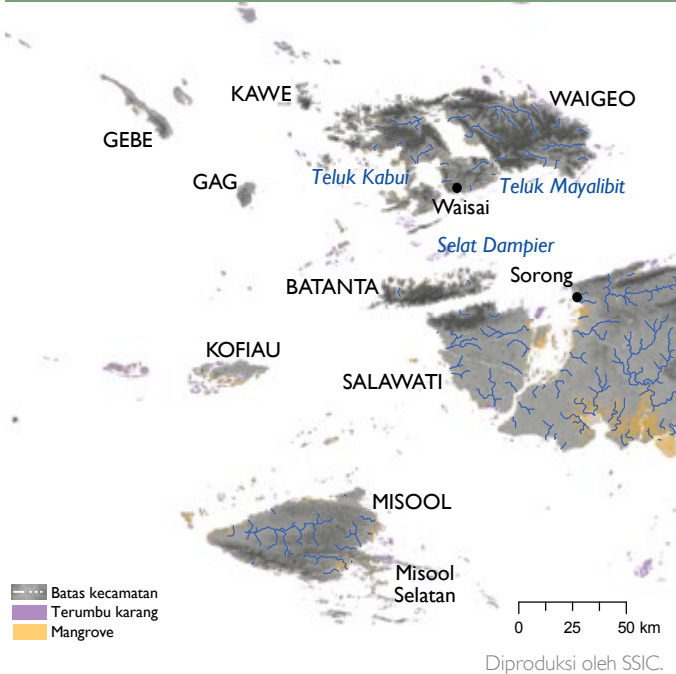 KAWE
WAIGEO
GEBE
GAG
Teluk Kabui
Teluk Mayalibit
Waisai
Selat Dampier
BATANTA
Sorong
KOFIAU
SALAWATI
MISOOL
Misool
Selatan
Batas kecamatan
Terumbu karang
Mangrove
0 25 50 km
Diproduksi oleh SSIC.